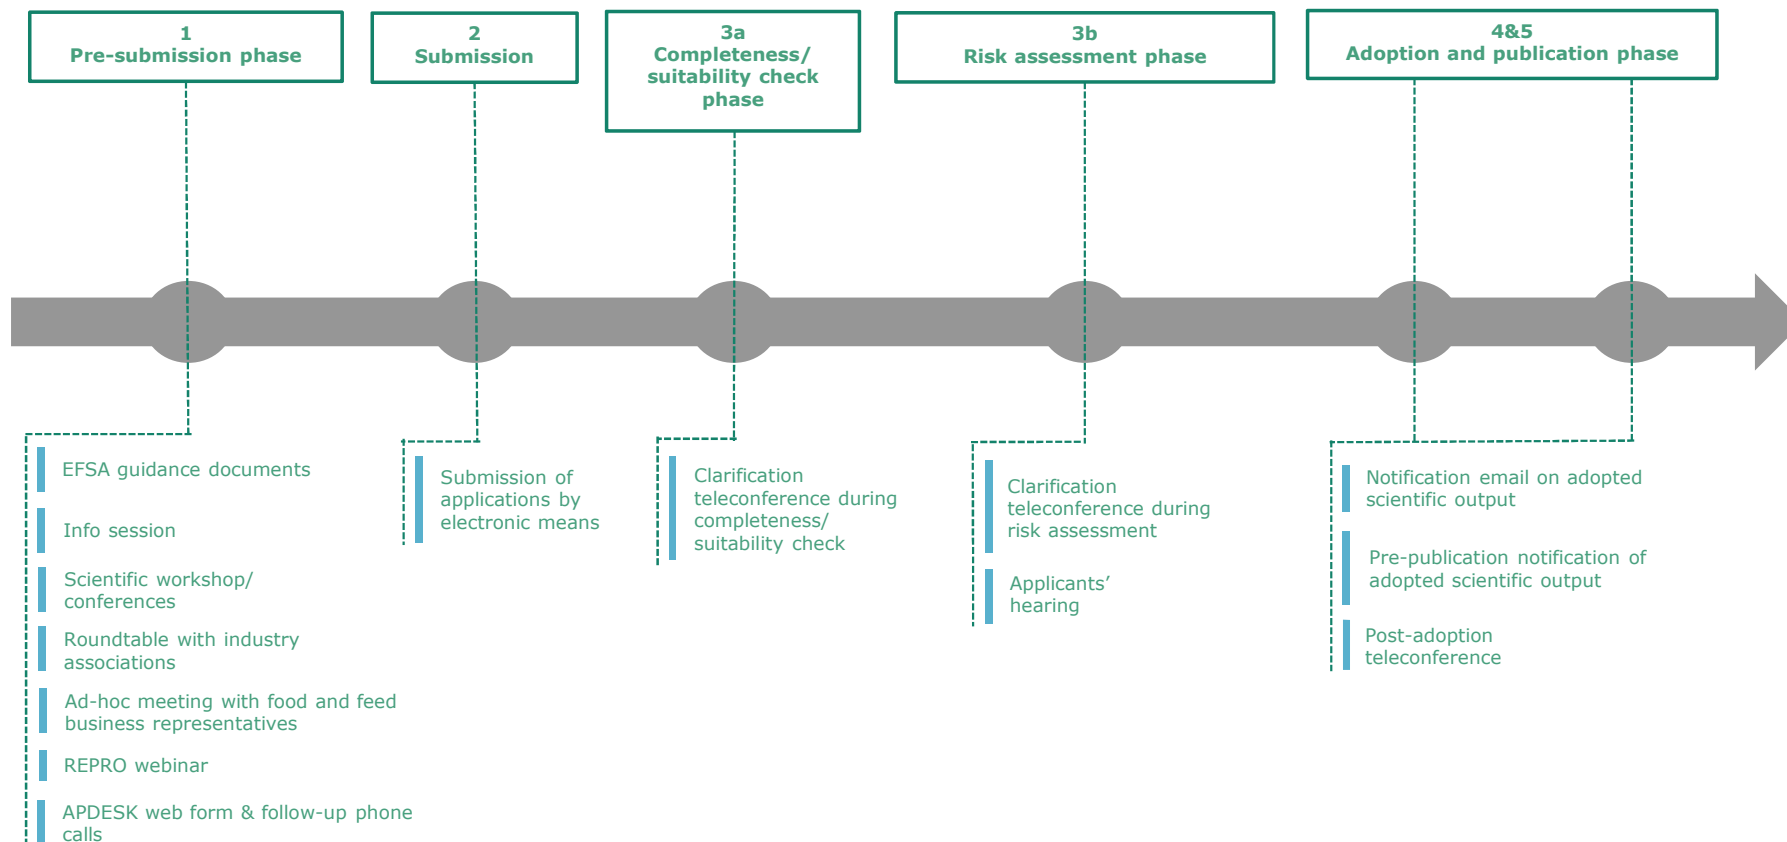 1
Pre-submission phase
2
Submission
3a
Completeness/
suitability check
phase
3b
Risk assessment phase
4&5
Adoption and publication phase
EFSA guidance documents
Info session
Scientific workshop/
conferences
Roundtable with industry
associations
Ad-hoc meeting with food and feed
business representatives
REPRO webinar
APDESK web form & follow-up phone
calls
Submission of
applications by
electronic means
Clarification
teleconference during
completeness/
suitability check
Clarification
teleconference during
risk assessment
Applicants’
hearing
Notification email on adopted
scientific output
Pre-publication notification of
adopted scientific output
Post-adoption
teleconference